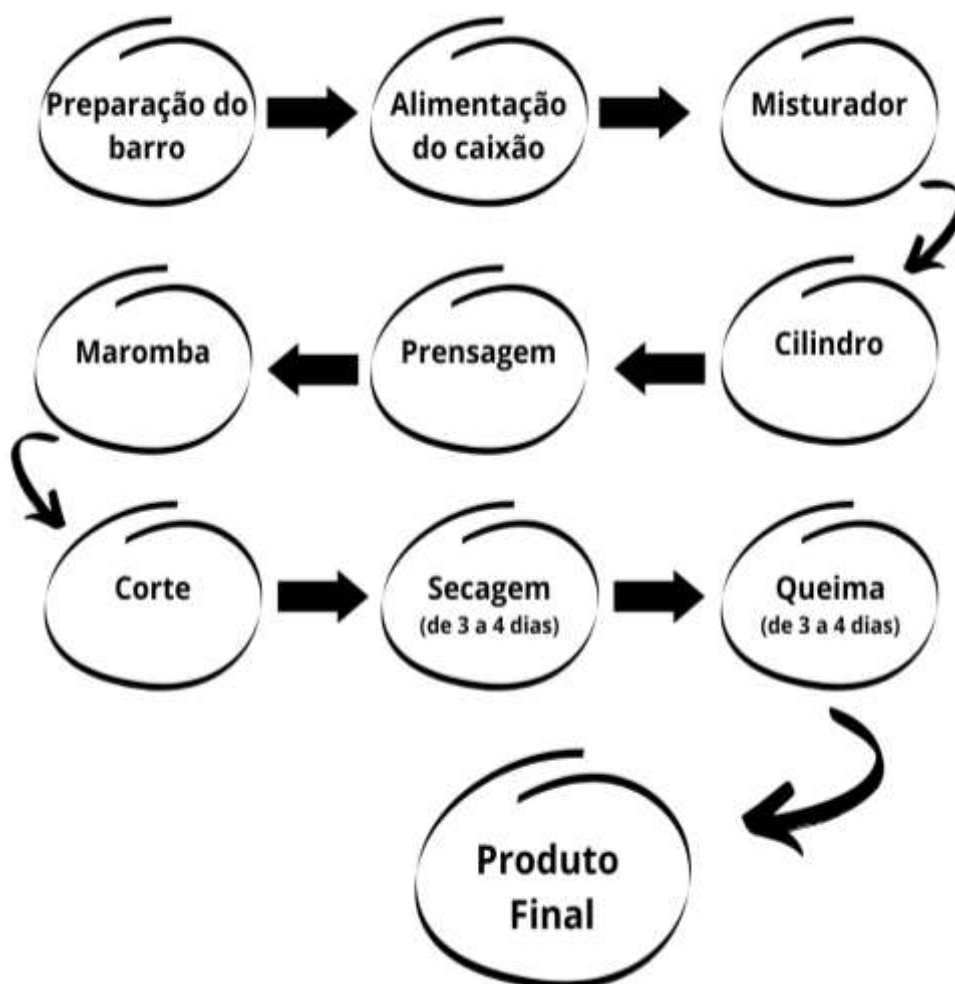 Preparação do
barro
Alimentação
do caixão
Misturador
Cilindro
Prensagem
Maromba
Corte
Secagem
(de 3 a 4 dias)
Queima
(de 3 a 4 dias)
Produto
Final